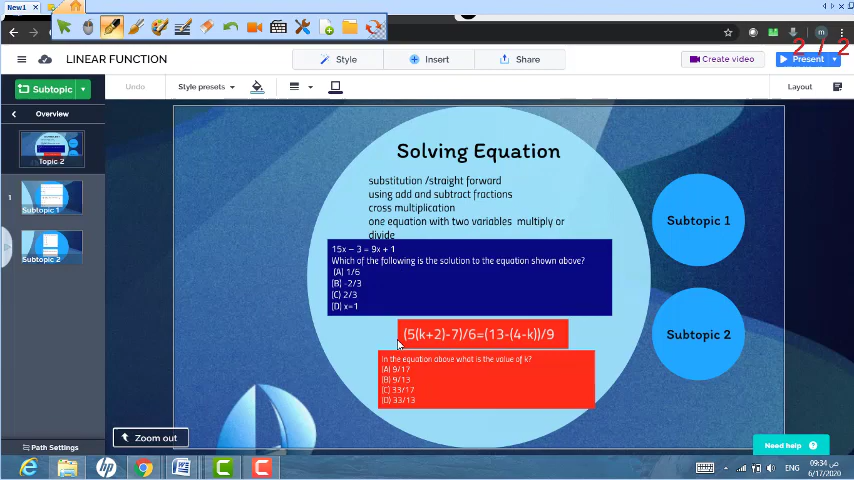 New1
2 / 2
m
LINEAR FUNCTION
Style
Insert
Share
Create video
Present
Subtopic
Undo
Style presets
Layout
Overview
Topic 2
1
Subtopic 1
Subtopic 2
Solving Equation
substitution /straight forward
using add and subtract fractions
cross multiplication
one equation with two variables multiply or
divide
15x – 3 = 9x + 1
Which of the following is the solution to the equation shown above?
(A) 1/6
(B) -2/3
(C) 2/3
(D) x=1
(5(k+2)-7)/6=(13-(4-k))/9
In the equation above what is the value of k?
(A) 9/17
(B) 9/13
(C) 33/17
(D) 33/13
Subtopic 1
Subtopic 2
Path Settings
Zoom out
Need help ?
hp
W
C
C
ENG
09:34 ص
6/17/2020